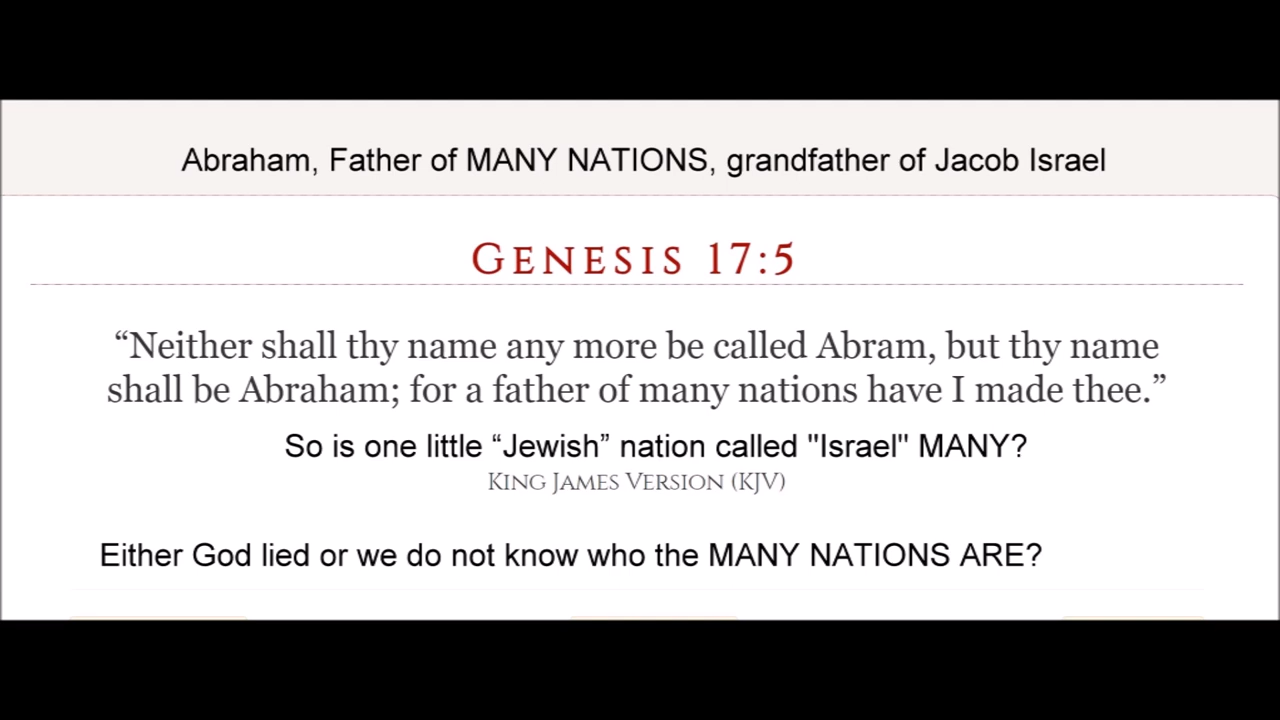 Abraham, Father of MANY NATIONS, grandfather of Jacob Israel
GENESIS 17:5
“Neither shall thy name any more be called Abram, but thy name
shall be Abraham; for a father of many nations have I made thee.”
So is one little “Jewish” nation called "Israel" MANY?
KING JAMES VERSION (KJV)
Either God lied or we do not know who the MANY NATIONS ARE?